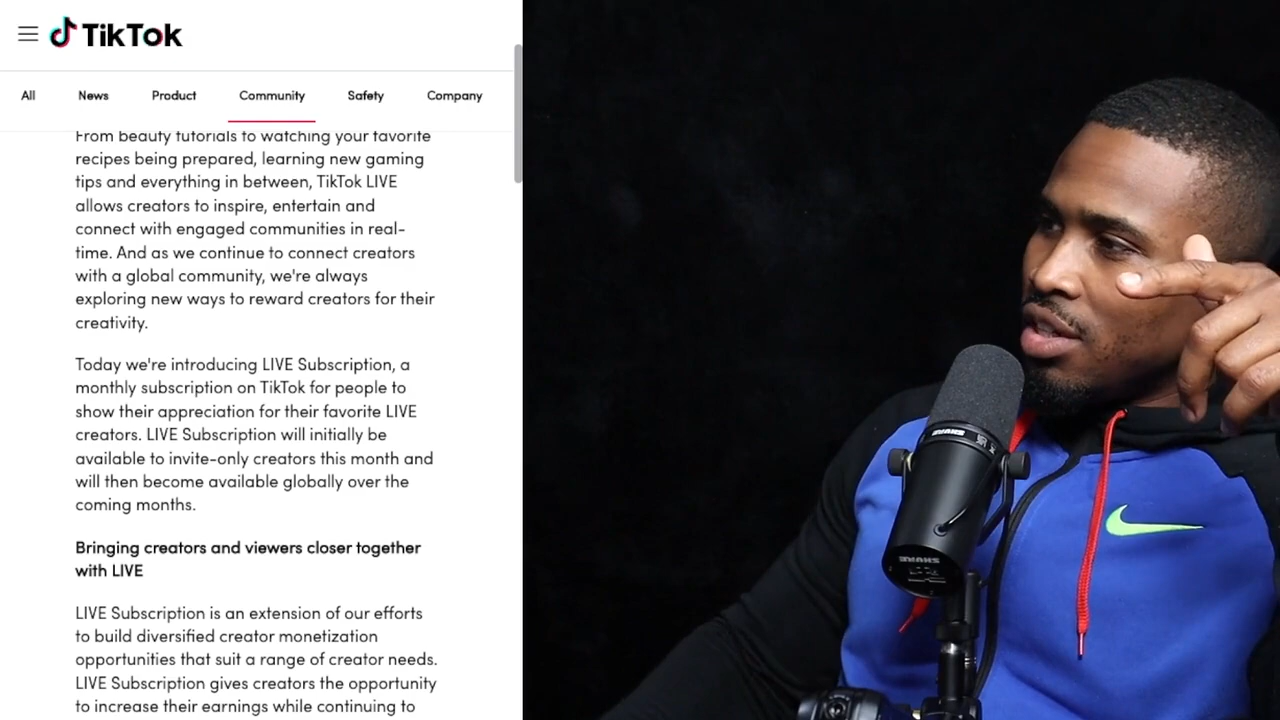 TikTok
All News Product Community Safety Company
From beauty tutorials to watching your favorite
recipes being prepared, learning new gaming
tips and everything in between, TikTok LIVE
allows creators to inspire, entertain and
connect with engaged communities in real-
time. And as we continue to connect creators
with a global community, we're always
exploring new ways to reward creators for their
creativity.
Today we're introducing LIVE Subscription, a
monthly subscription on TikTok for people to
show their appreciation for their favorite LIVE
creators. LIVE Subscription will initially be
available to invite-only creators this month and
will then become available globally over the
coming months.
Bringing creators and viewers closer together
with LIVE
LIVE Subscription is an extension of our efforts
to build diversified creator monetization
opportunities that suit a range of creator needs.
LIVE Subscription gives creators the opportunity
to increase their earnings while continuing to
SHURE
SHURE